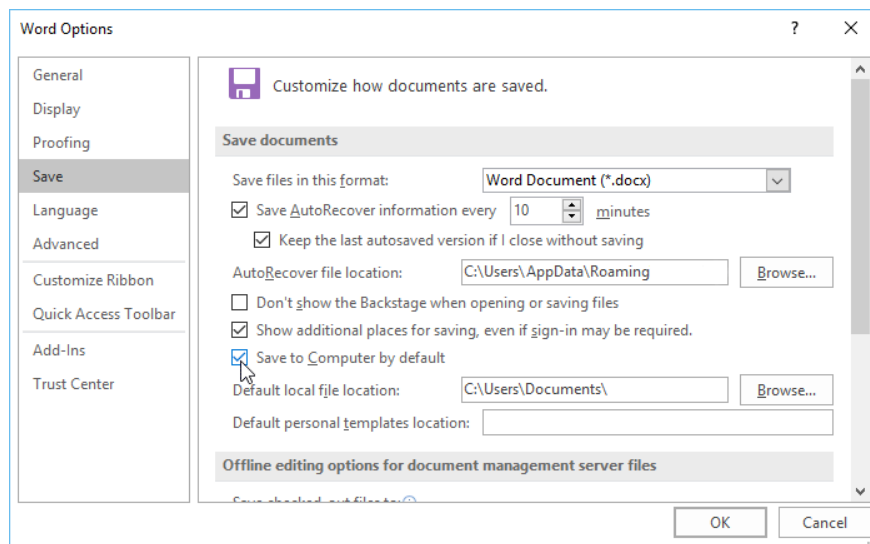 Word Options
General
Display
Proofing
Save
Language
Advanced
Customize Ribbon
Quick Access Toolbar
Add-Ins
Trust Center
Customize how documents are saved.
Save documents
Save files in this format: Word Document (*.docx)
Save AutoRecover information every 10 minutes
Keep the last autosaved version if I close without saving
AutoRecover file location: C:\Users\AppData\Roaming Browse...
Don't show the Backstage when opening or saving files
Show additional places for saving, even if sign-in may be required.
Save to Computer by default
Default local file location: C:\Users\Documents\ Browse...
Default personal templates location:
Offline editing options for document management server files
Save checked-out files to:
OK Cancel